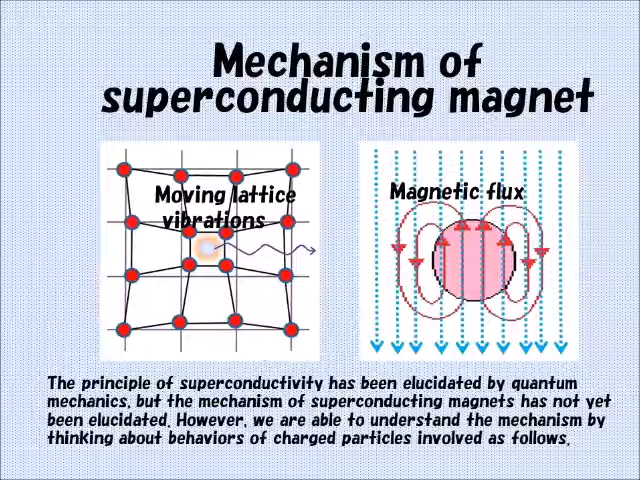 Mechanism of
superconducting magnet
Moving lattice
vibrations
Magnetic flux
The principle of superconductivity has been elucidated by quantum
mechanics, but the mechanism of superconducting magnets has not yet
been elucidated. However, we are able to understand the mechanism by
thinking about behaviors of charged particles involved as follows.